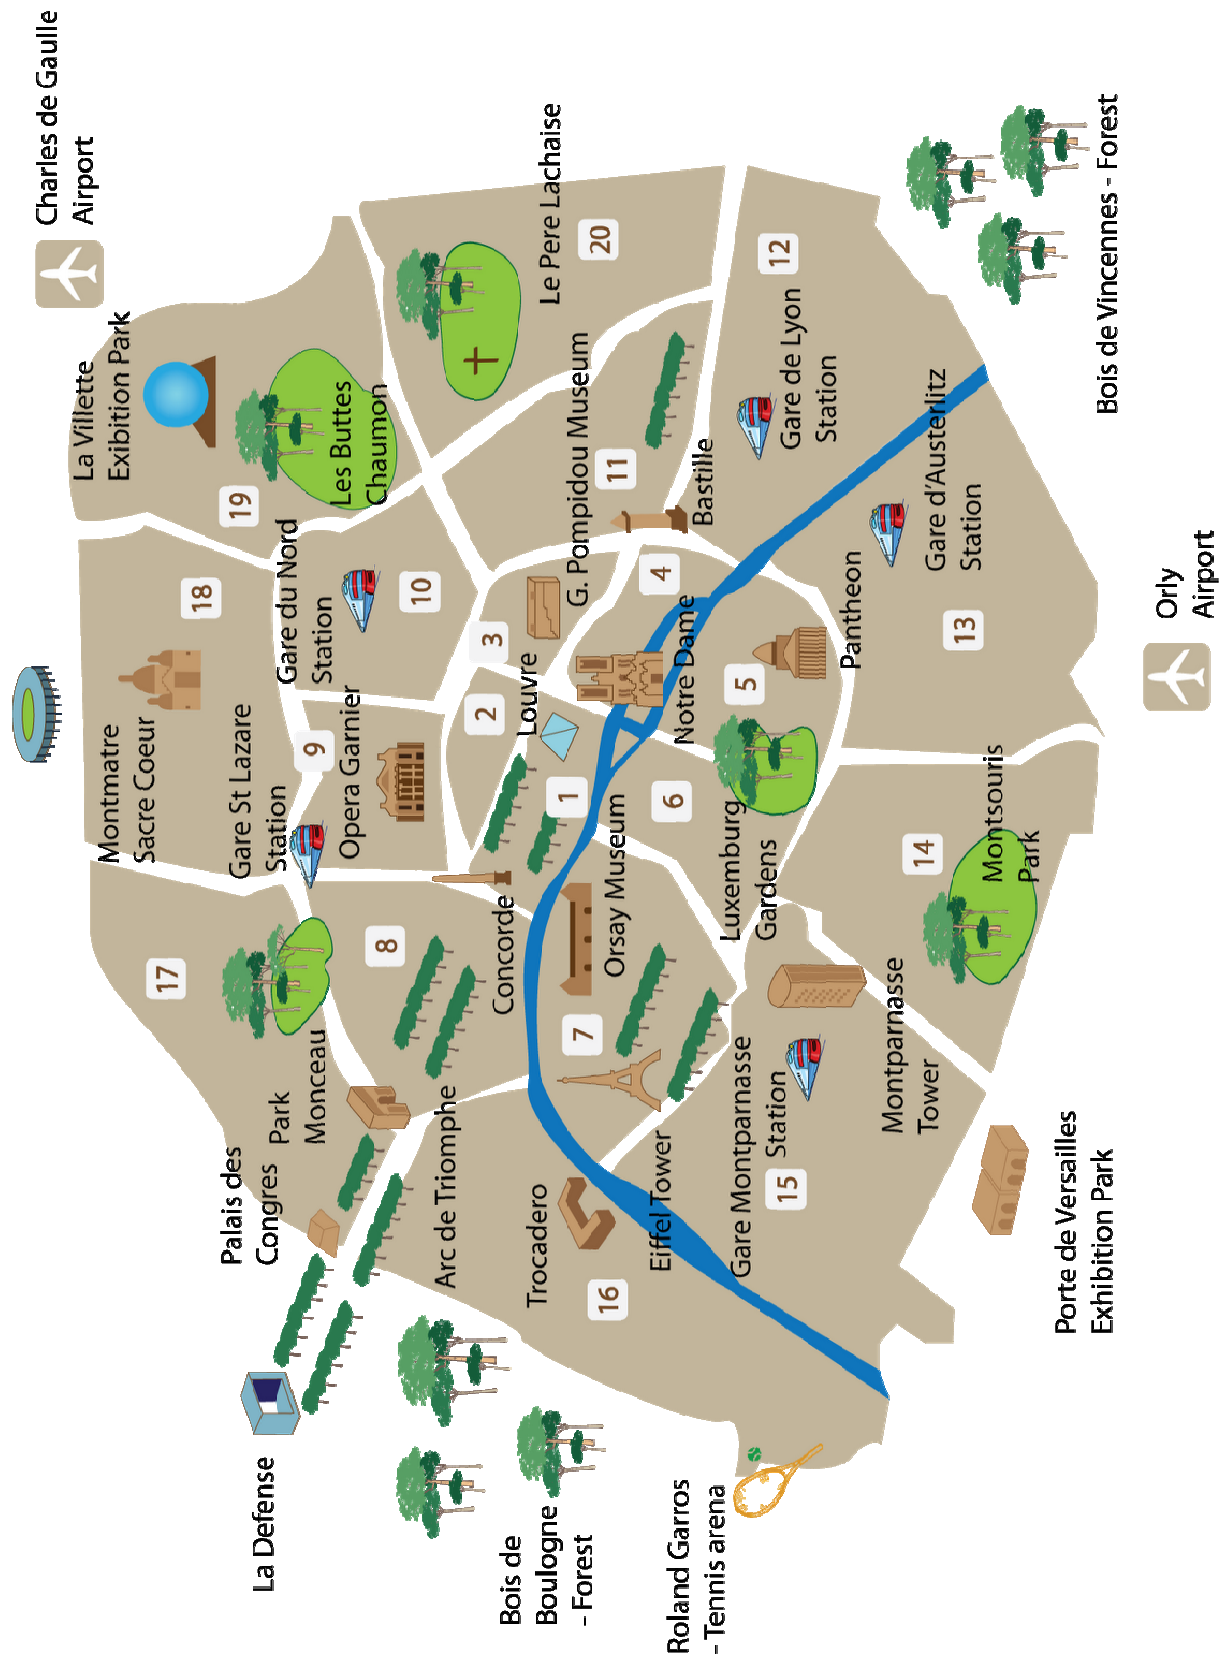 Charles de Gaulle
Airport
La Villette
Exibition Park
Les Buttes
Chaumon
Le Pere Lachaise
20
19
18
Montmatre
Sacre Coeur
Gare du Nord
Station
10
Gare St Lazare
Station
9
Opera Garnier
17
Park
Monceau
8
Palais des
Congres
La Defense
Arc de Triomphe
Concorde
Trocadero
16
Bois de
Boulogne
- Forest
Roland Garros
- Tennis arena
Eiffel Tower
7
Orsay Museum
1
2
Louvre
3
G. Pompidou Museum
11
4
Bastille
Notre Dame
5
6
Luxemburg
Gardens
Pantheon
12
Gare de Lyon
Station
Gare d'Austerlitz
Station
13
14
Montsouris
Park
Gare Montparnasse
Station
15
Montparnasse
Tower
Porte de Versailles
Exhibition Park
Orly
Airport
Bois de Vincennes - Forest